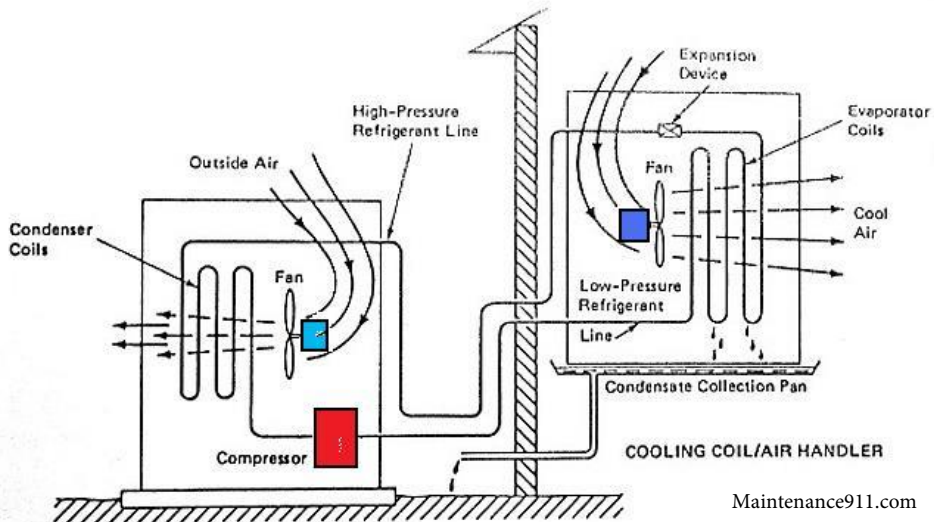 Expansion
Device
High-Pressure
Refrigerant Line
Evaporator
Coils
Outside Air
Fan
Condenser
Coils
Cool
Air
Fan
Low-Pressure
Refrigerant
Line
Condensate Collection Pan
Compressor
COOLING COIL/AIR HANDLER
Maintenance911.com